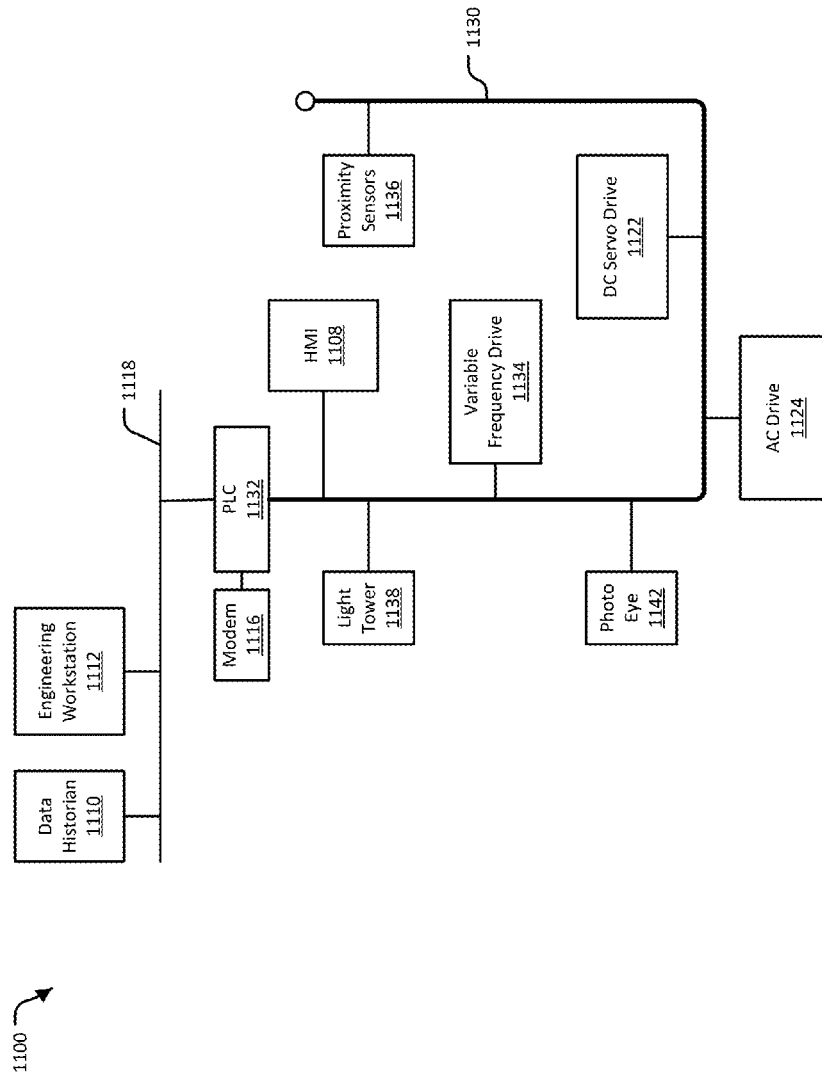 1100
Data
Historian
1110
Engineering
Workstation
1112
1118
Modem
1116
PLC
1132
HMI
1108
Proximity
Sensors
1136
1130
Light
Tower
1138
Variable
Frequency Drive
1134
Photo
Eye
1142
DC Servo Drive
1122
AC Drive
1124